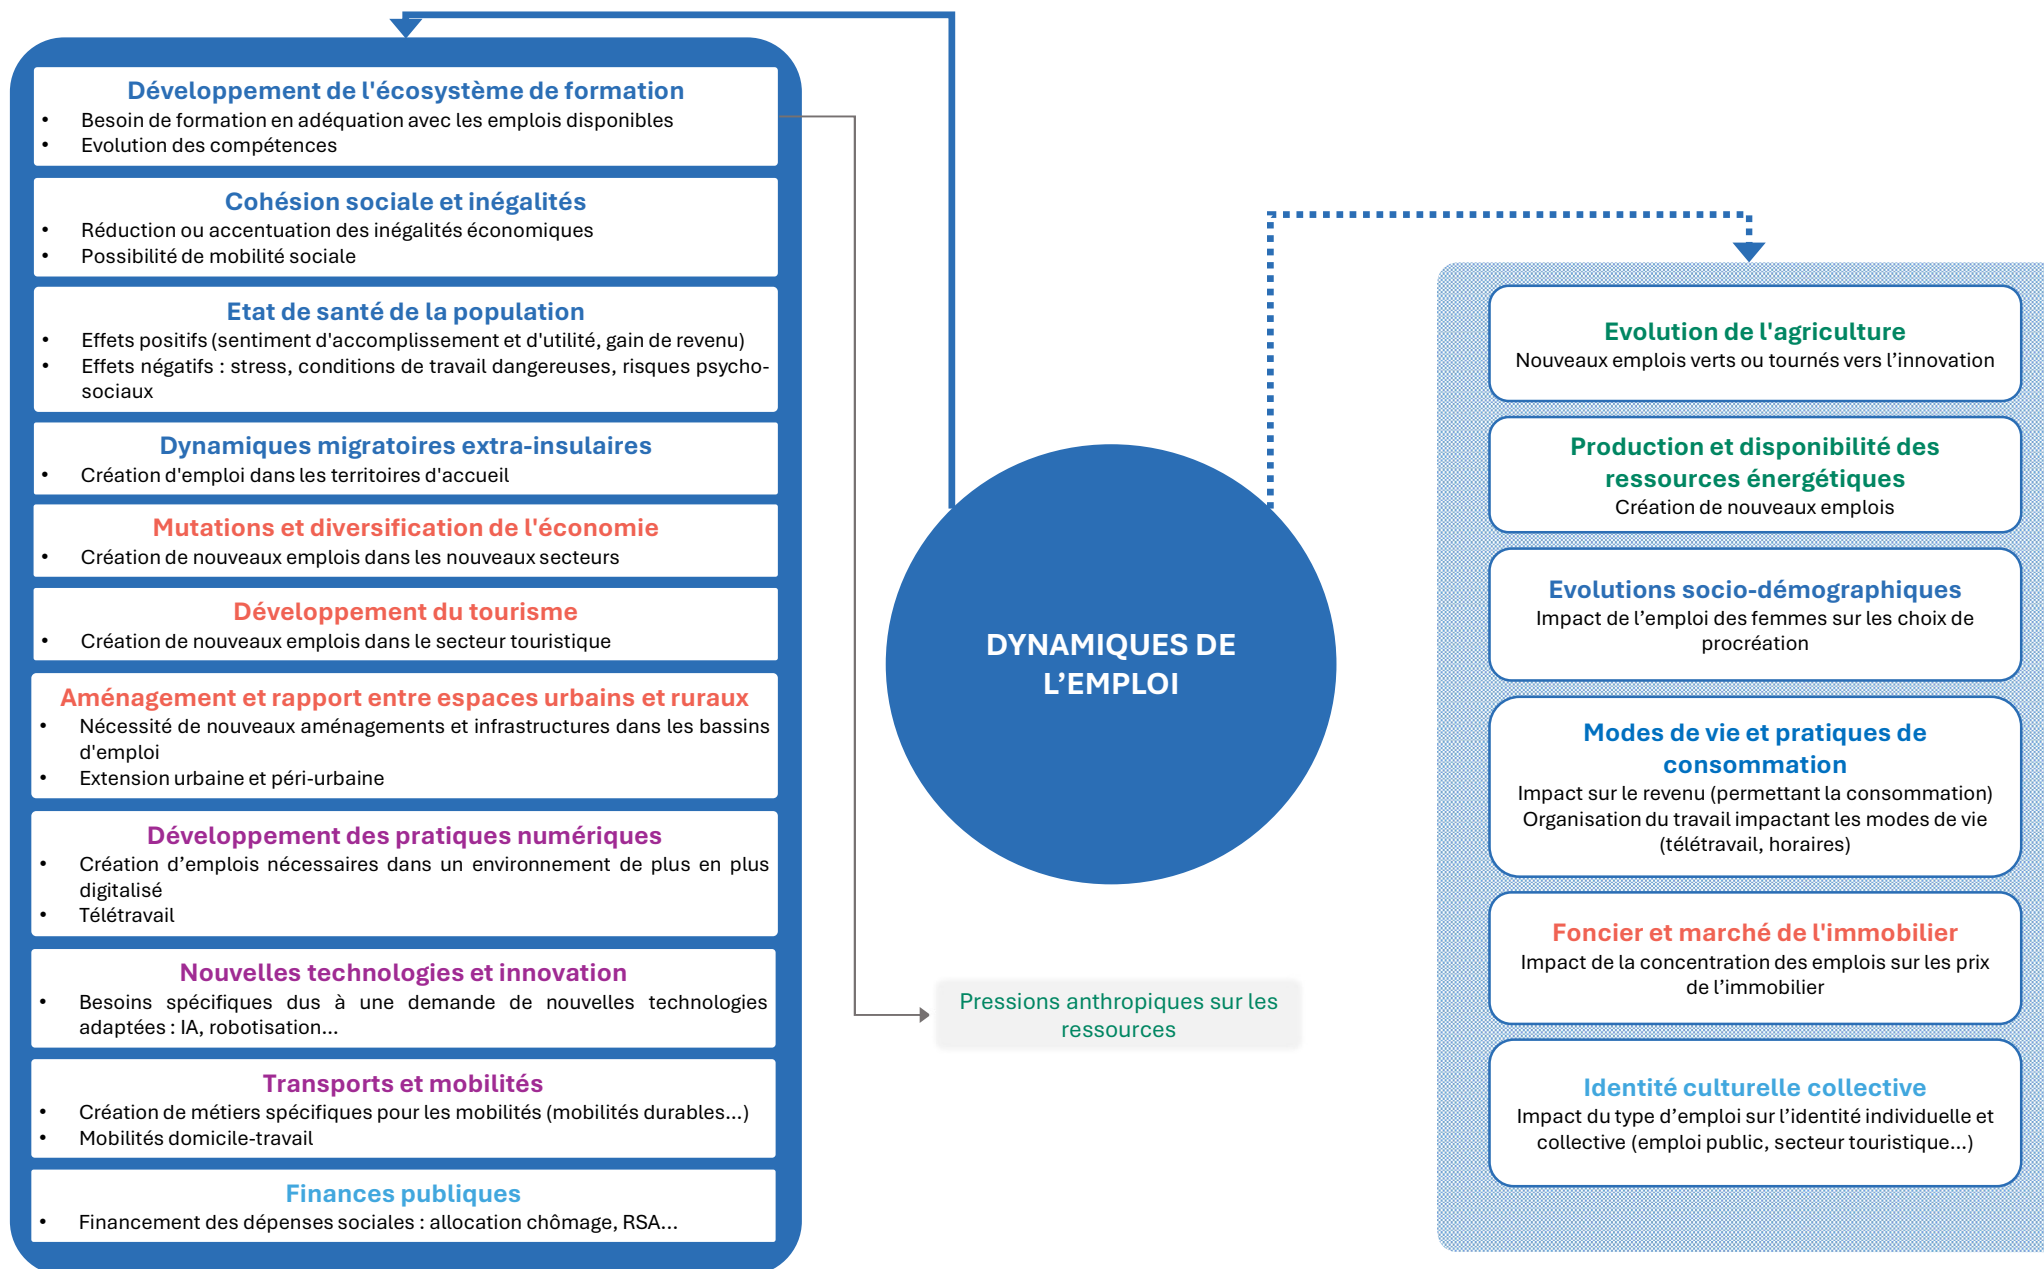 Développement de l'écosystème de formation
• Besoin de formation en adéquation avec les emplois disponibles
• Evolution des compétences
Cohésion sociale et inégalités
• Réduction ou accentuation des inégalités économiques
• Possibilité de mobilité sociale
Etat de santé de la population
• Effets positifs (sentiment d'accomplissement et d'utilité, gain de revenu)
• Effets négatifs : stress, conditions de travail dangereuses, risques psycho-
sociaux
Dynamiques migratoires extra-insulaires
• Création d'emploi dans les territoires d'accueil
Mutations et diversification de l'économie
• Création de nouveaux emplois dans les nouveaux secteurs
Développement du tourisme
• Création de nouveaux emplois dans le secteur touristique
Aménagement et rapport entre espaces urbains et ruraux
• Nécessité de nouveaux aménagements et infrastructures dans les bassins
d'emploi
• Extension urbaine et péri-urbaine
Développement des pratiques numériques
• Création d’emplois nécessaires dans un environnement de plus en plus
digitalisé
• Télétravail
Nouvelles technologies et innovation
• Besoins spécifiques dus à une demande de nouvelles technologies
adaptées : IA, robotisation...
Transports et mobilités
• Création de métiers spécifiques pour les mobilités (mobilités durables...)
• Mobilités domicile-travail
Finances publiques
• Financement des dépenses sociales : allocation chômage, RSA...
DYNAMIQUES DE
L’EMPLOI
Pressions anthropiques sur les
ressources
Evolution de l'agriculture
Nouveaux emplois verts ou tournés vers l’innovation
Production et disponibilité des
ressources énergétiques
Création de nouveaux emplois
Evolutions socio-démographiques
Impact de l’emploi des femmes sur les choix de
procréation
Modes de vie et pratiques de
consommation
Impact sur le revenu (permettant la consommation)
Organisation du travail impactant les modes de vie
(télétravail, horaires)
Foncier et marché de l'immobilier
Impact de la concentration des emplois sur les prix
de l’immobilier
Identité culturelle collective
Impact du type d’emploi sur l’identité individuelle et
collective (emploi public, secteur touristique...)